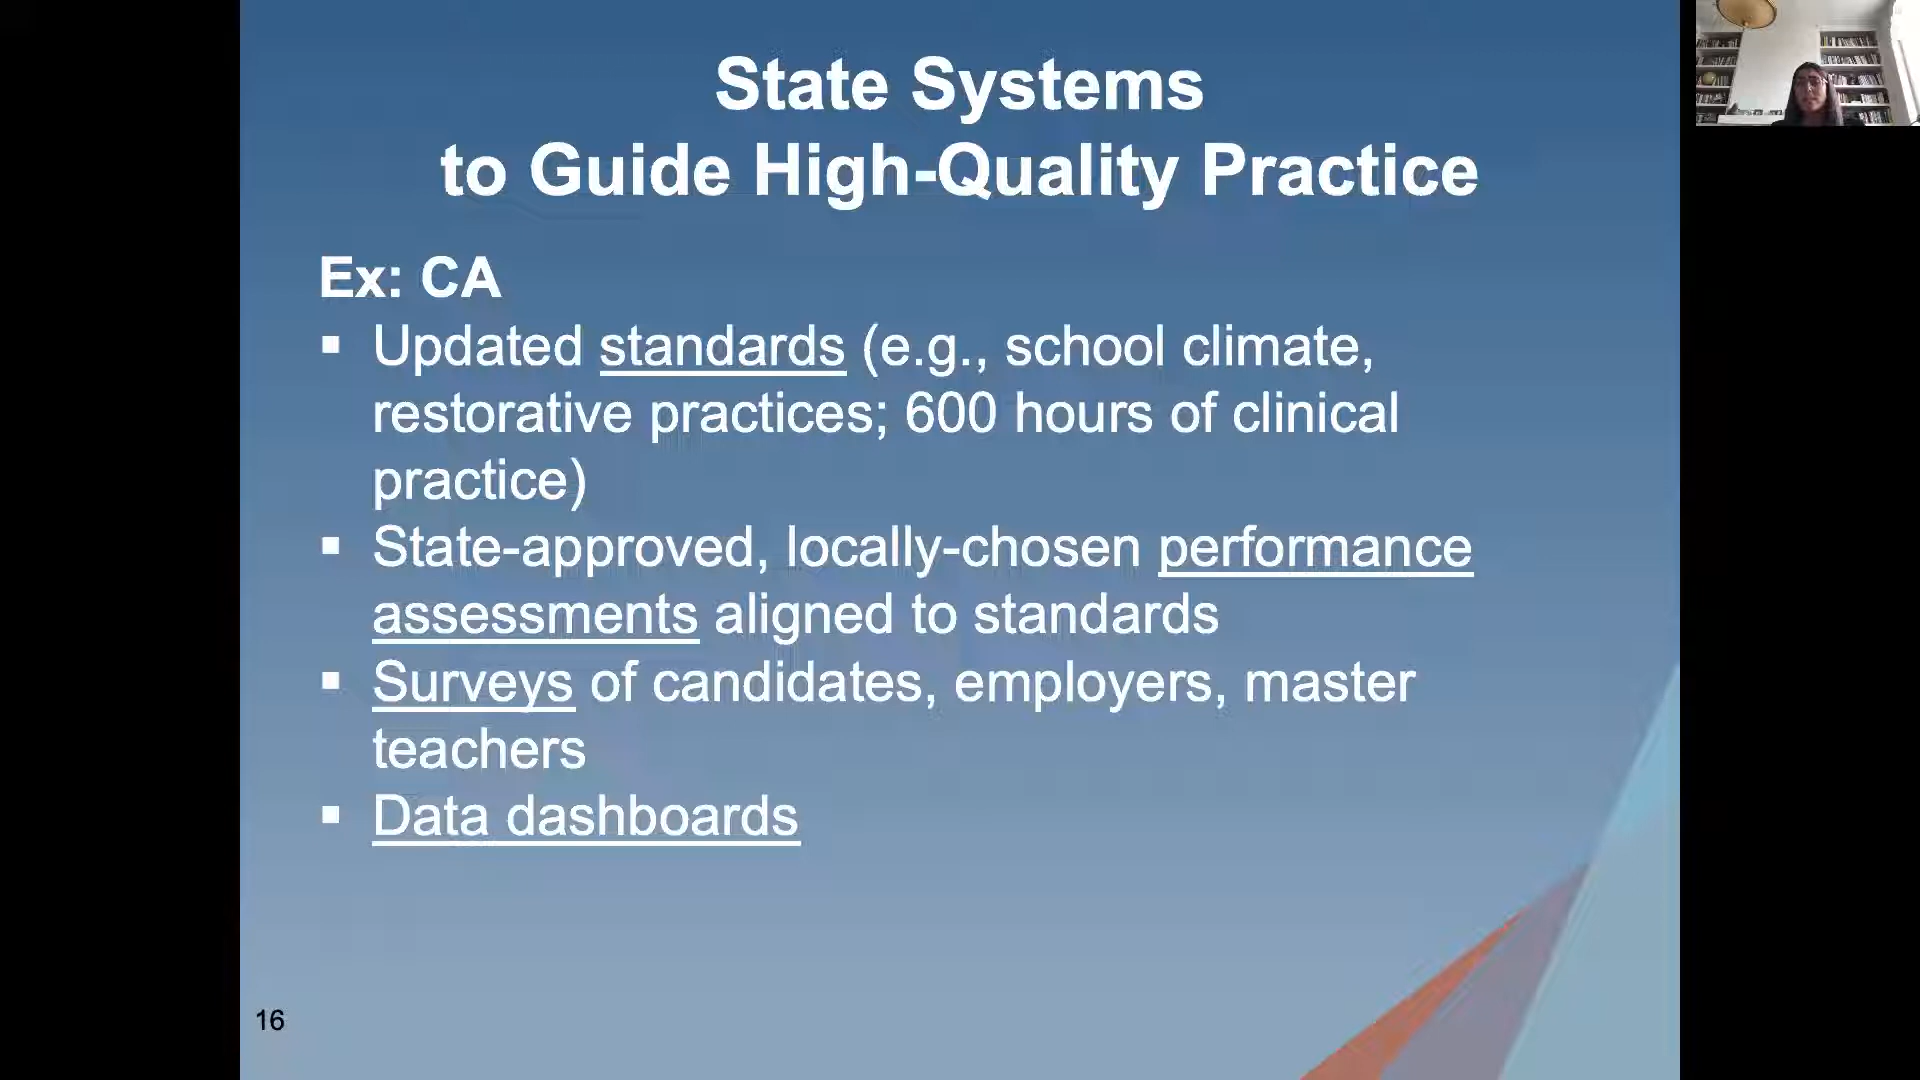 State Systems
to Guide High-Quality Practice
Ex: CA
▪ Updated standards (e.g., school climate,
restorative practices; 600 hours of clinical
practice)
▪ State-approved, locally-chosen performance
assessments aligned to standards
▪ Surveys of candidates, employers, master
teachers
▪ Data dashboards
16